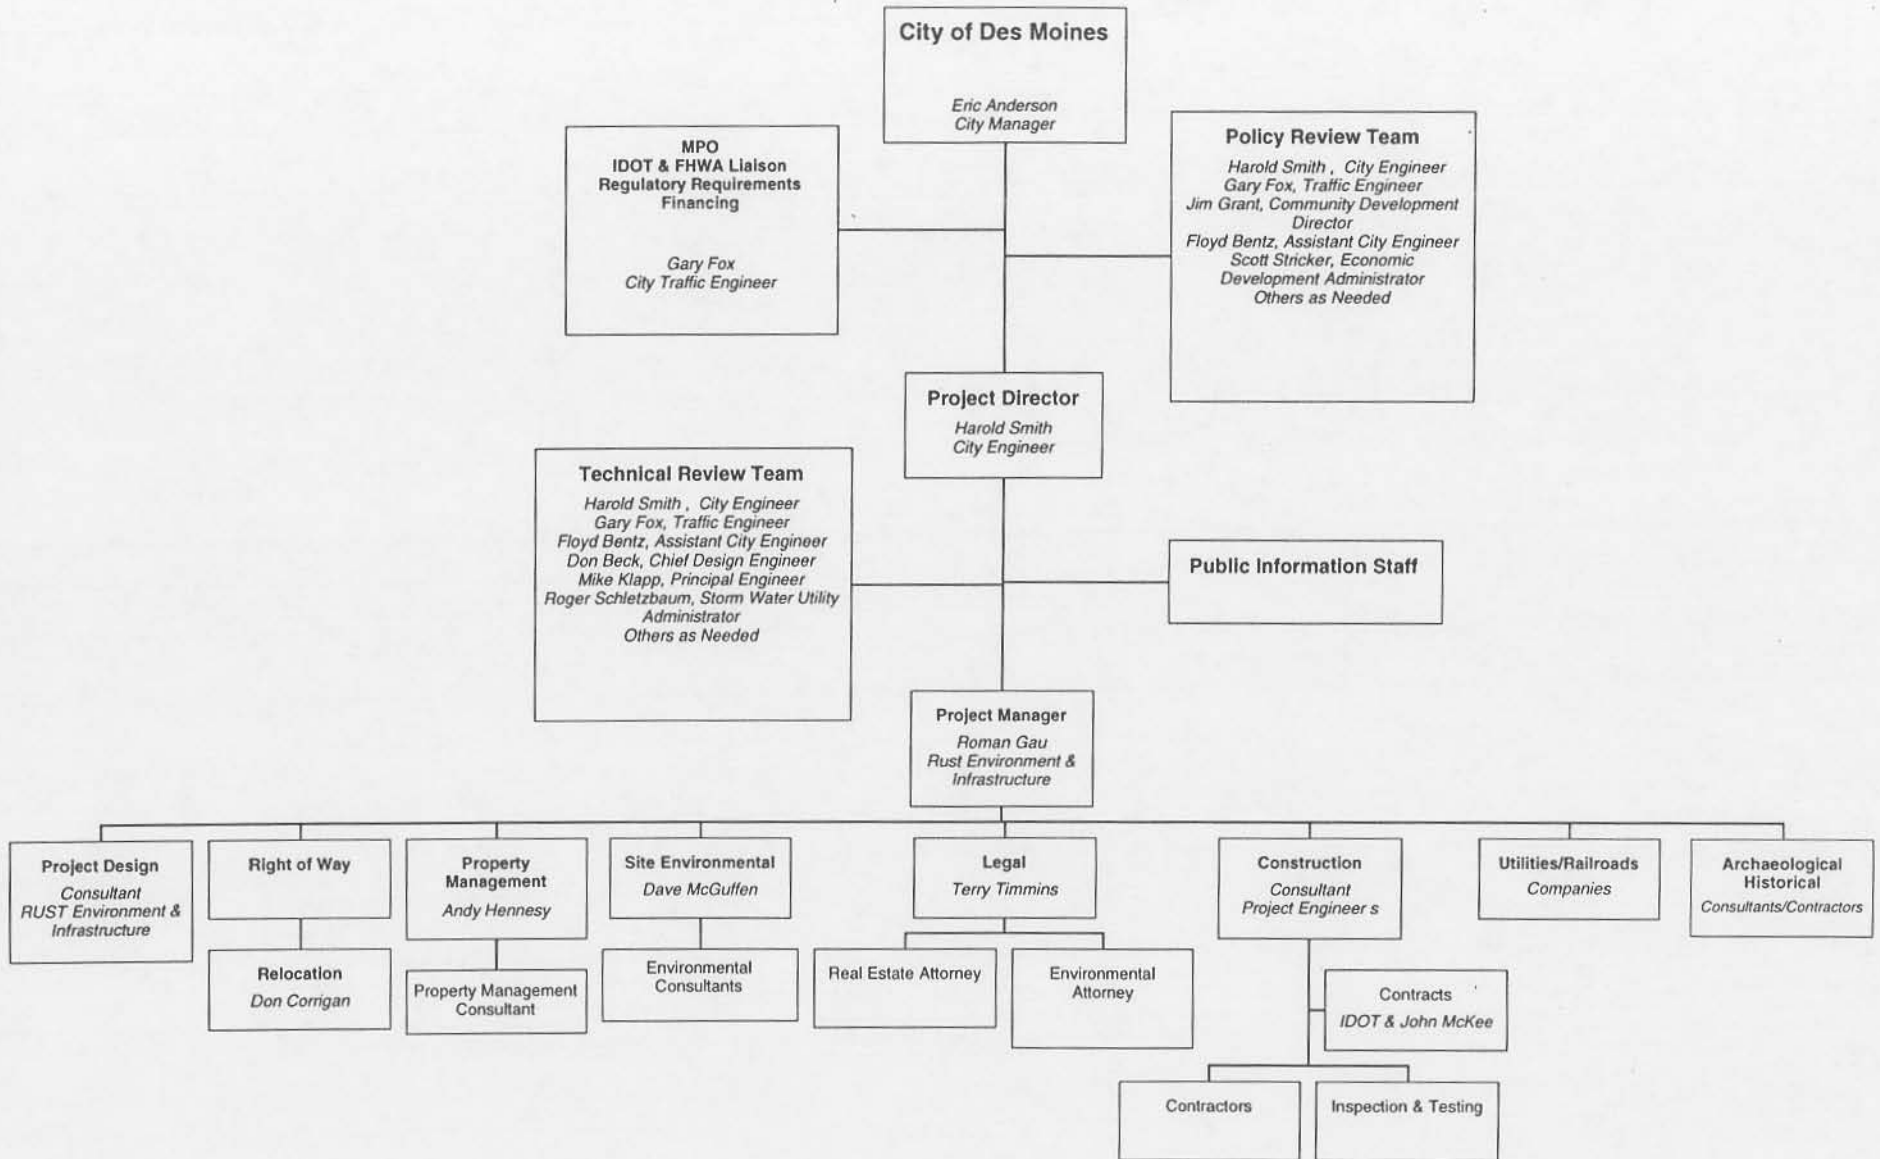 City of Des Moines
Eric Anderson
City Manager
MPO
IDOT & FHWA Liaison
Regulatory Requirements
Financing
Gary Fox
City Traffic Engineer
Policy Review Team
Harold Smith , City Engineer
Gary Fox, Traffic Engineer
Jim Grant, Community Development
Director
Floyd Bentz, Assistant City Engineer
Scott Stricker, Economic
Development Administrator
Others as Needed
Project Director
Harold Smith
City Engineer
Technical Review Team
Harold Smith , City Engineer
Gary Fox, Traffic Engineer
Floyd Bentz, Assistant City Engineer
Don Beck, Chief Design Engineer
Mike Klapp, Principal Engineer
Roger Schletzbaum, Storm Water Utility
Administrator
Others as Needed
Public Information Staff
Project Manager
Roman Gau
Rust Environment &
Infrastructure
Project Design
Consultant
RUST Environment &
Infrastructure
Right of Way
Relocation
Don Corrigan
Property
Management
Andy Hennesy
Property Management
Consultant
Site Environmental
Dave McGuffen
Environmental
Consultants
Legal
Terry Timmins
Real Estate Attorney
Environmental
Attorney
Construction
Consultant
Project Engineer s
Contracts
IDOT & John McKee
Contractors
Inspection & Testing
Utilities/Railroads
Companies
Archaeological
Historical
Consultants/Contractors